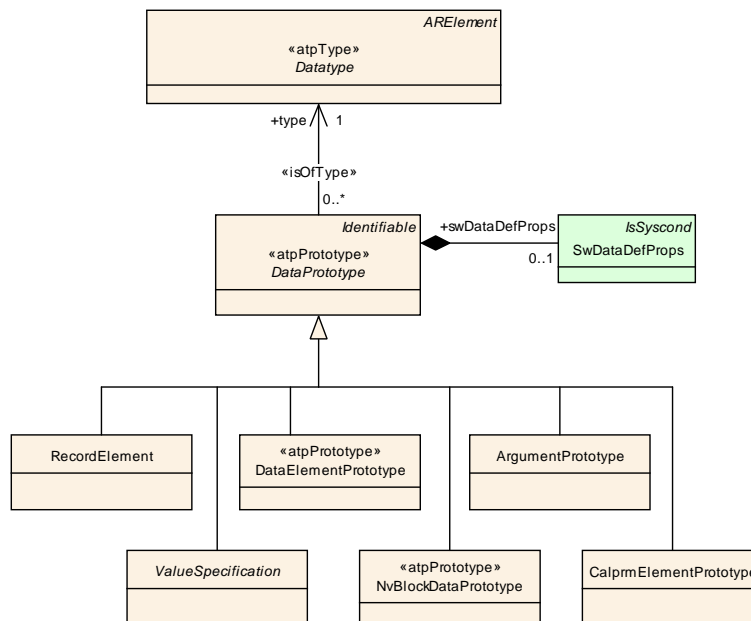 ARElement
«atpType»
Datatype
+type 1
«isOfType»
0..*
Identifiable
«atpPrototype»
DataPrototype
+swDataDefProps
0..1
IsSyscond
SwDataDefProps
RecordElement
«atpPrototype»
DataElementPrototype
ArgumentPrototype
ValueSpecification
«atpPrototype»
NvBlockDataPrototype
CalprmElementPrototype